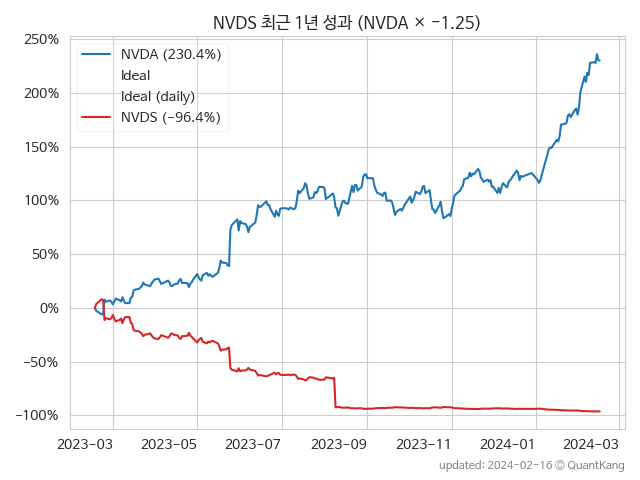 NVDS 최근 1년 성과 (NVDA × −1.25)
250%
200%
150%
100%
50%
0%
−50%
−100%
NVDA (230.4%)
Ideal
Ideal (daily)
NVDS (−96.4%)
2023-03
2023-05
2023-07
2023-09
2023-11
2024-01
2024-03
updated: 2024-02-16 © QuantKang